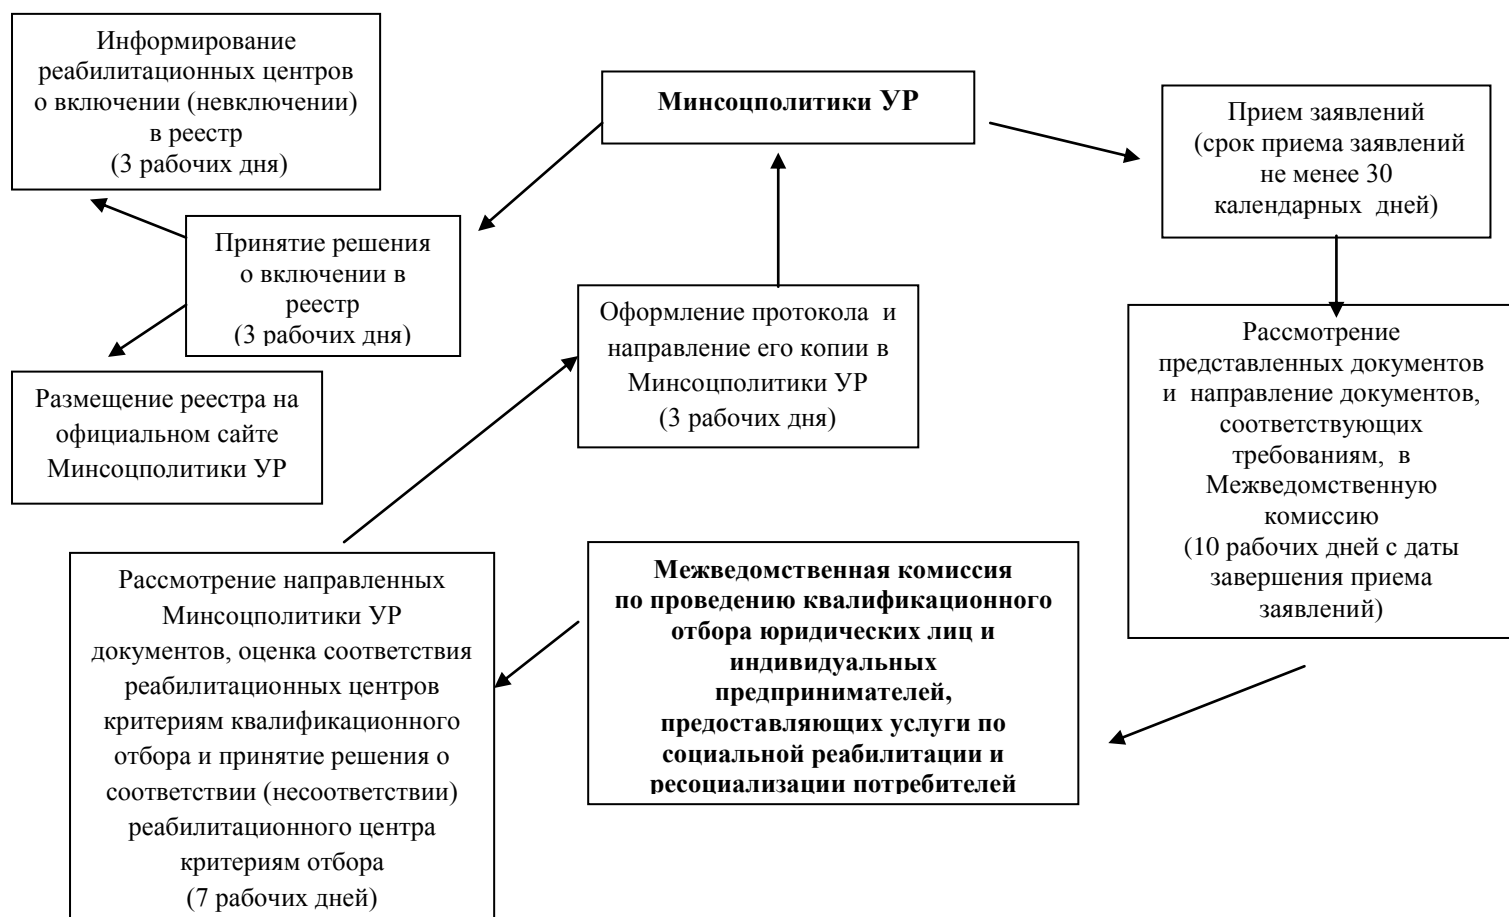 Информирование
реабилитационных центров
о включении (невключении)
в реестр
(3 рабочих дня)
Минсоцполитики УР
Прием заявлений
(срок приема заявлений
не менее 30
календарных дней)
Принятие решения
о включении в
реестр
(3 рабочих дня)
Оформление протокола и
направление его копии в
Минсоцполитики УР
(3 рабочих дня)
Рассмотрение
представленных документов
и направление документов,
соответствующих
требованиям, в
Межведомственную
комиссию
(10 рабочих дней с даты
завершения приема
заявлений)
Размещение реестра на
официальном сайте
Минсоцполитики УР
Рассмотрение направленных
Минсоцполитики УР
документов, оценка соответствия
реабилитационных центров
критериям квалификационного
отбора и принятие решения о
соответствии (несоответствии)
реабилитационного центра
критериям отбора
(7 рабочих дней)
Межведомственная комиссия
по проведению квалификационного
отбора юридических лиц и
индивидуальных
предпринимателей,
предоставляющих услуги по
социальной реабилитации и
ресоциализации потребителей